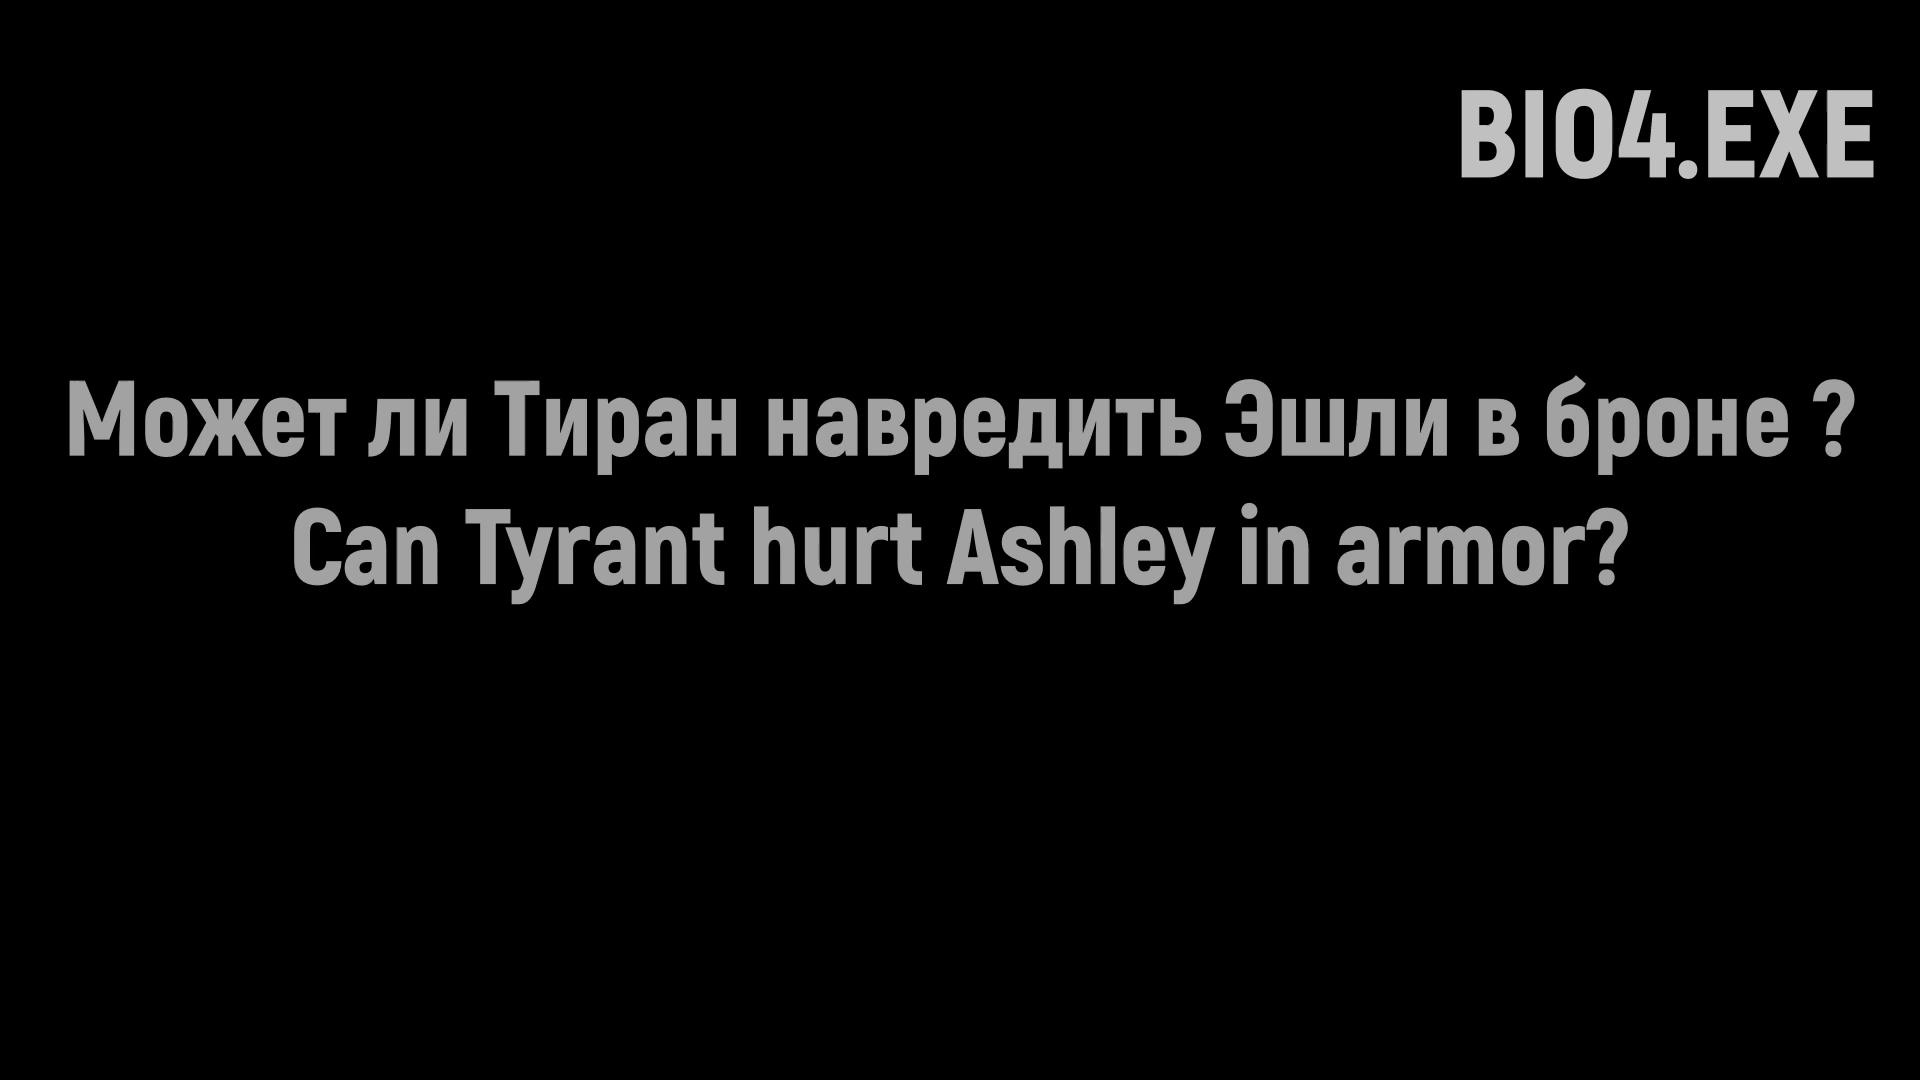 BIO4.EXE
Может ли Тиран навредить Эшли в броне ?
Can Tyrant hurt Ashley in armor?